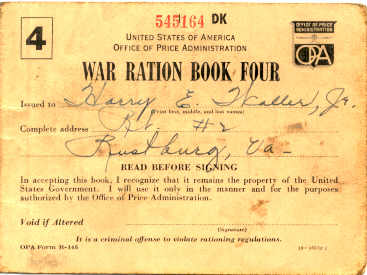 545164 DK
4
UNITED STATES OF AMERICA
OFFICE OF PRICE ADMINISTRATION
OFFICE OF PRICE
ADMINISTRATION
OPA
WAR RATION BOOK FOUR
Issued to Harry E. Waller, Jr.
(Print first, middle, and last names)
Complete address Rt. #2
Rustburg, Va-
READ BEFORE SIGNING
In accepting this book, I recognize that it remains the property of the United
States Government. I will use it only in the manner and for the purposes
authorized by the Office of Price Administration.
Void if Altered
(Signature)
It is a criminal offense to violate rationing regulations.
OPA Form R-145